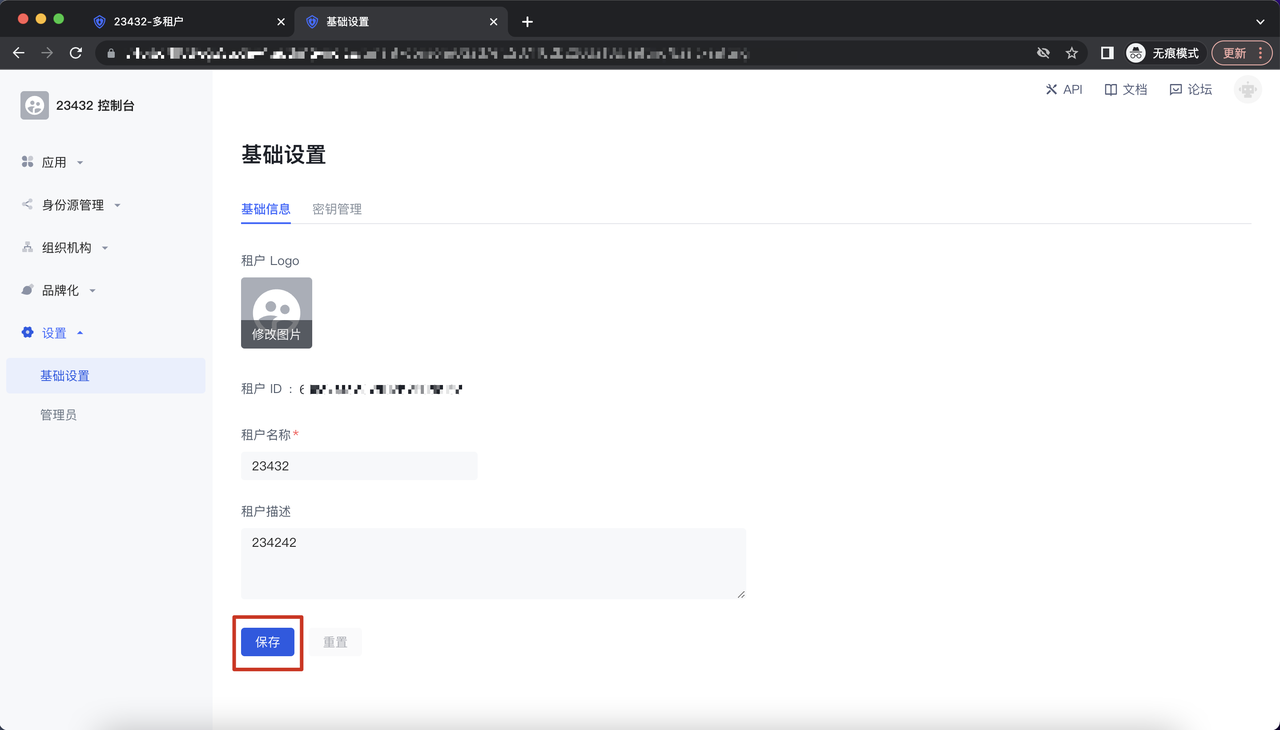 23432-多租户
基础设置
无痕模式
更新
23432 控制台
API
文档
论坛
应用
身份源管理
组织机构
品牌化
设置
基础设置
管理员
基础设置
基础信息
密钥管理
租户 Logo
修改图片
租户 ID : 6
租户名称*
23432
租户描述
234242
保存
重置